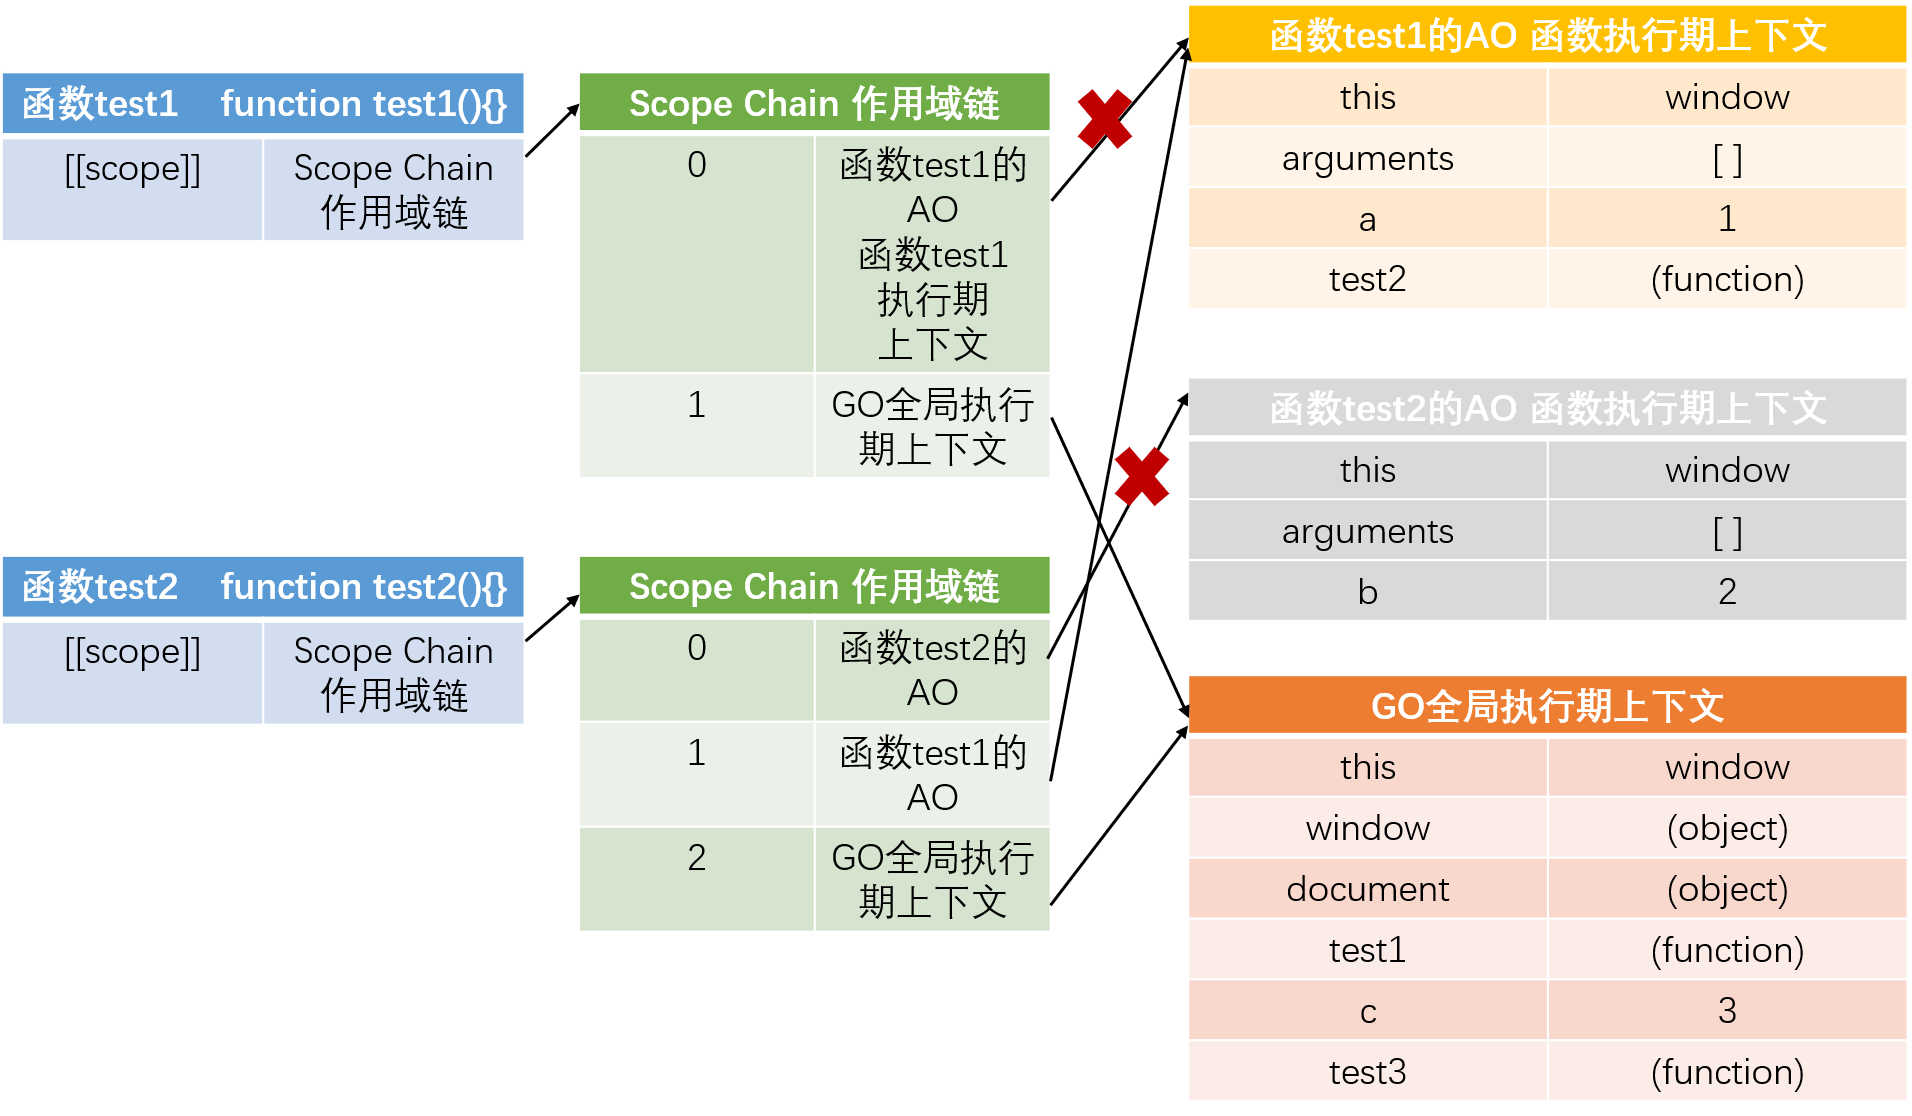 函数test1 function test1(){}
[[scope]]
Scope Chain
作用域链
Scope Chain 作用域链
0
函数test1的
AO
函数test1
执行期
上下文
1
GO全局执行
期上下文
函数test1的AO 函数执行期上下文
this
window
arguments
[ ]
a
1
test2
(function)
函数test2 function test2(){}
[[scope]]
Scope Chain
作用域链
Scope Chain 作用域链
0
函数test2的
AO
1
函数test1的
AO
2
GO全局执行
期上下文
函数test2的AO 函数执行期上下文
this
window
arguments
[ ]
b
2
GO全局执行期上下文
this
window
window
(object)
document
(object)
test1
(function)
c
3
test3
(function)